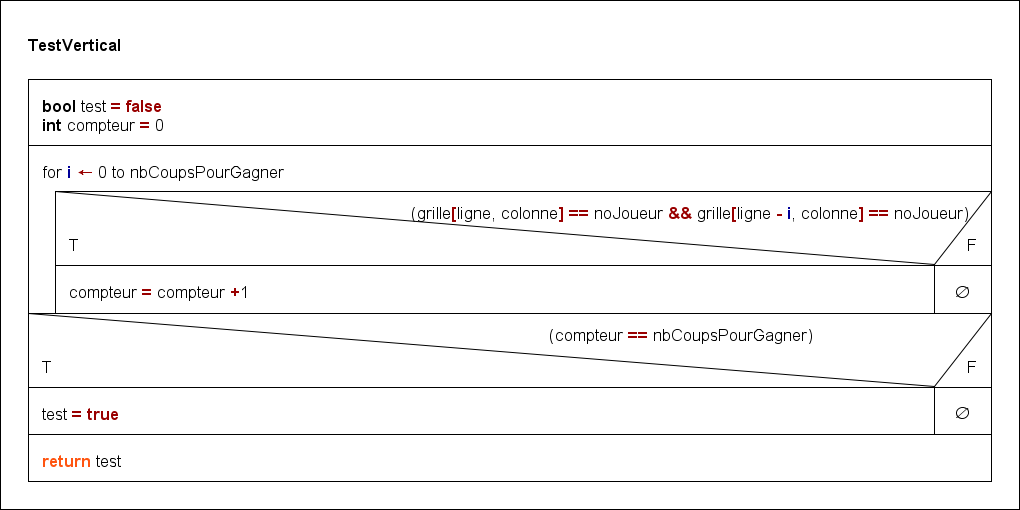 TestVertical
bool test = false
int compteur = 0
for i ← 0 to nbCoupsPourGagner
(grille[ligne, colonne] == noJoueur && grille[ligne - i, colonne] == noJoueur)
T F
compteur = compteur +1 ∅
(compteur == nbCoupsPourGagner)
T F
test = true ∅
return test